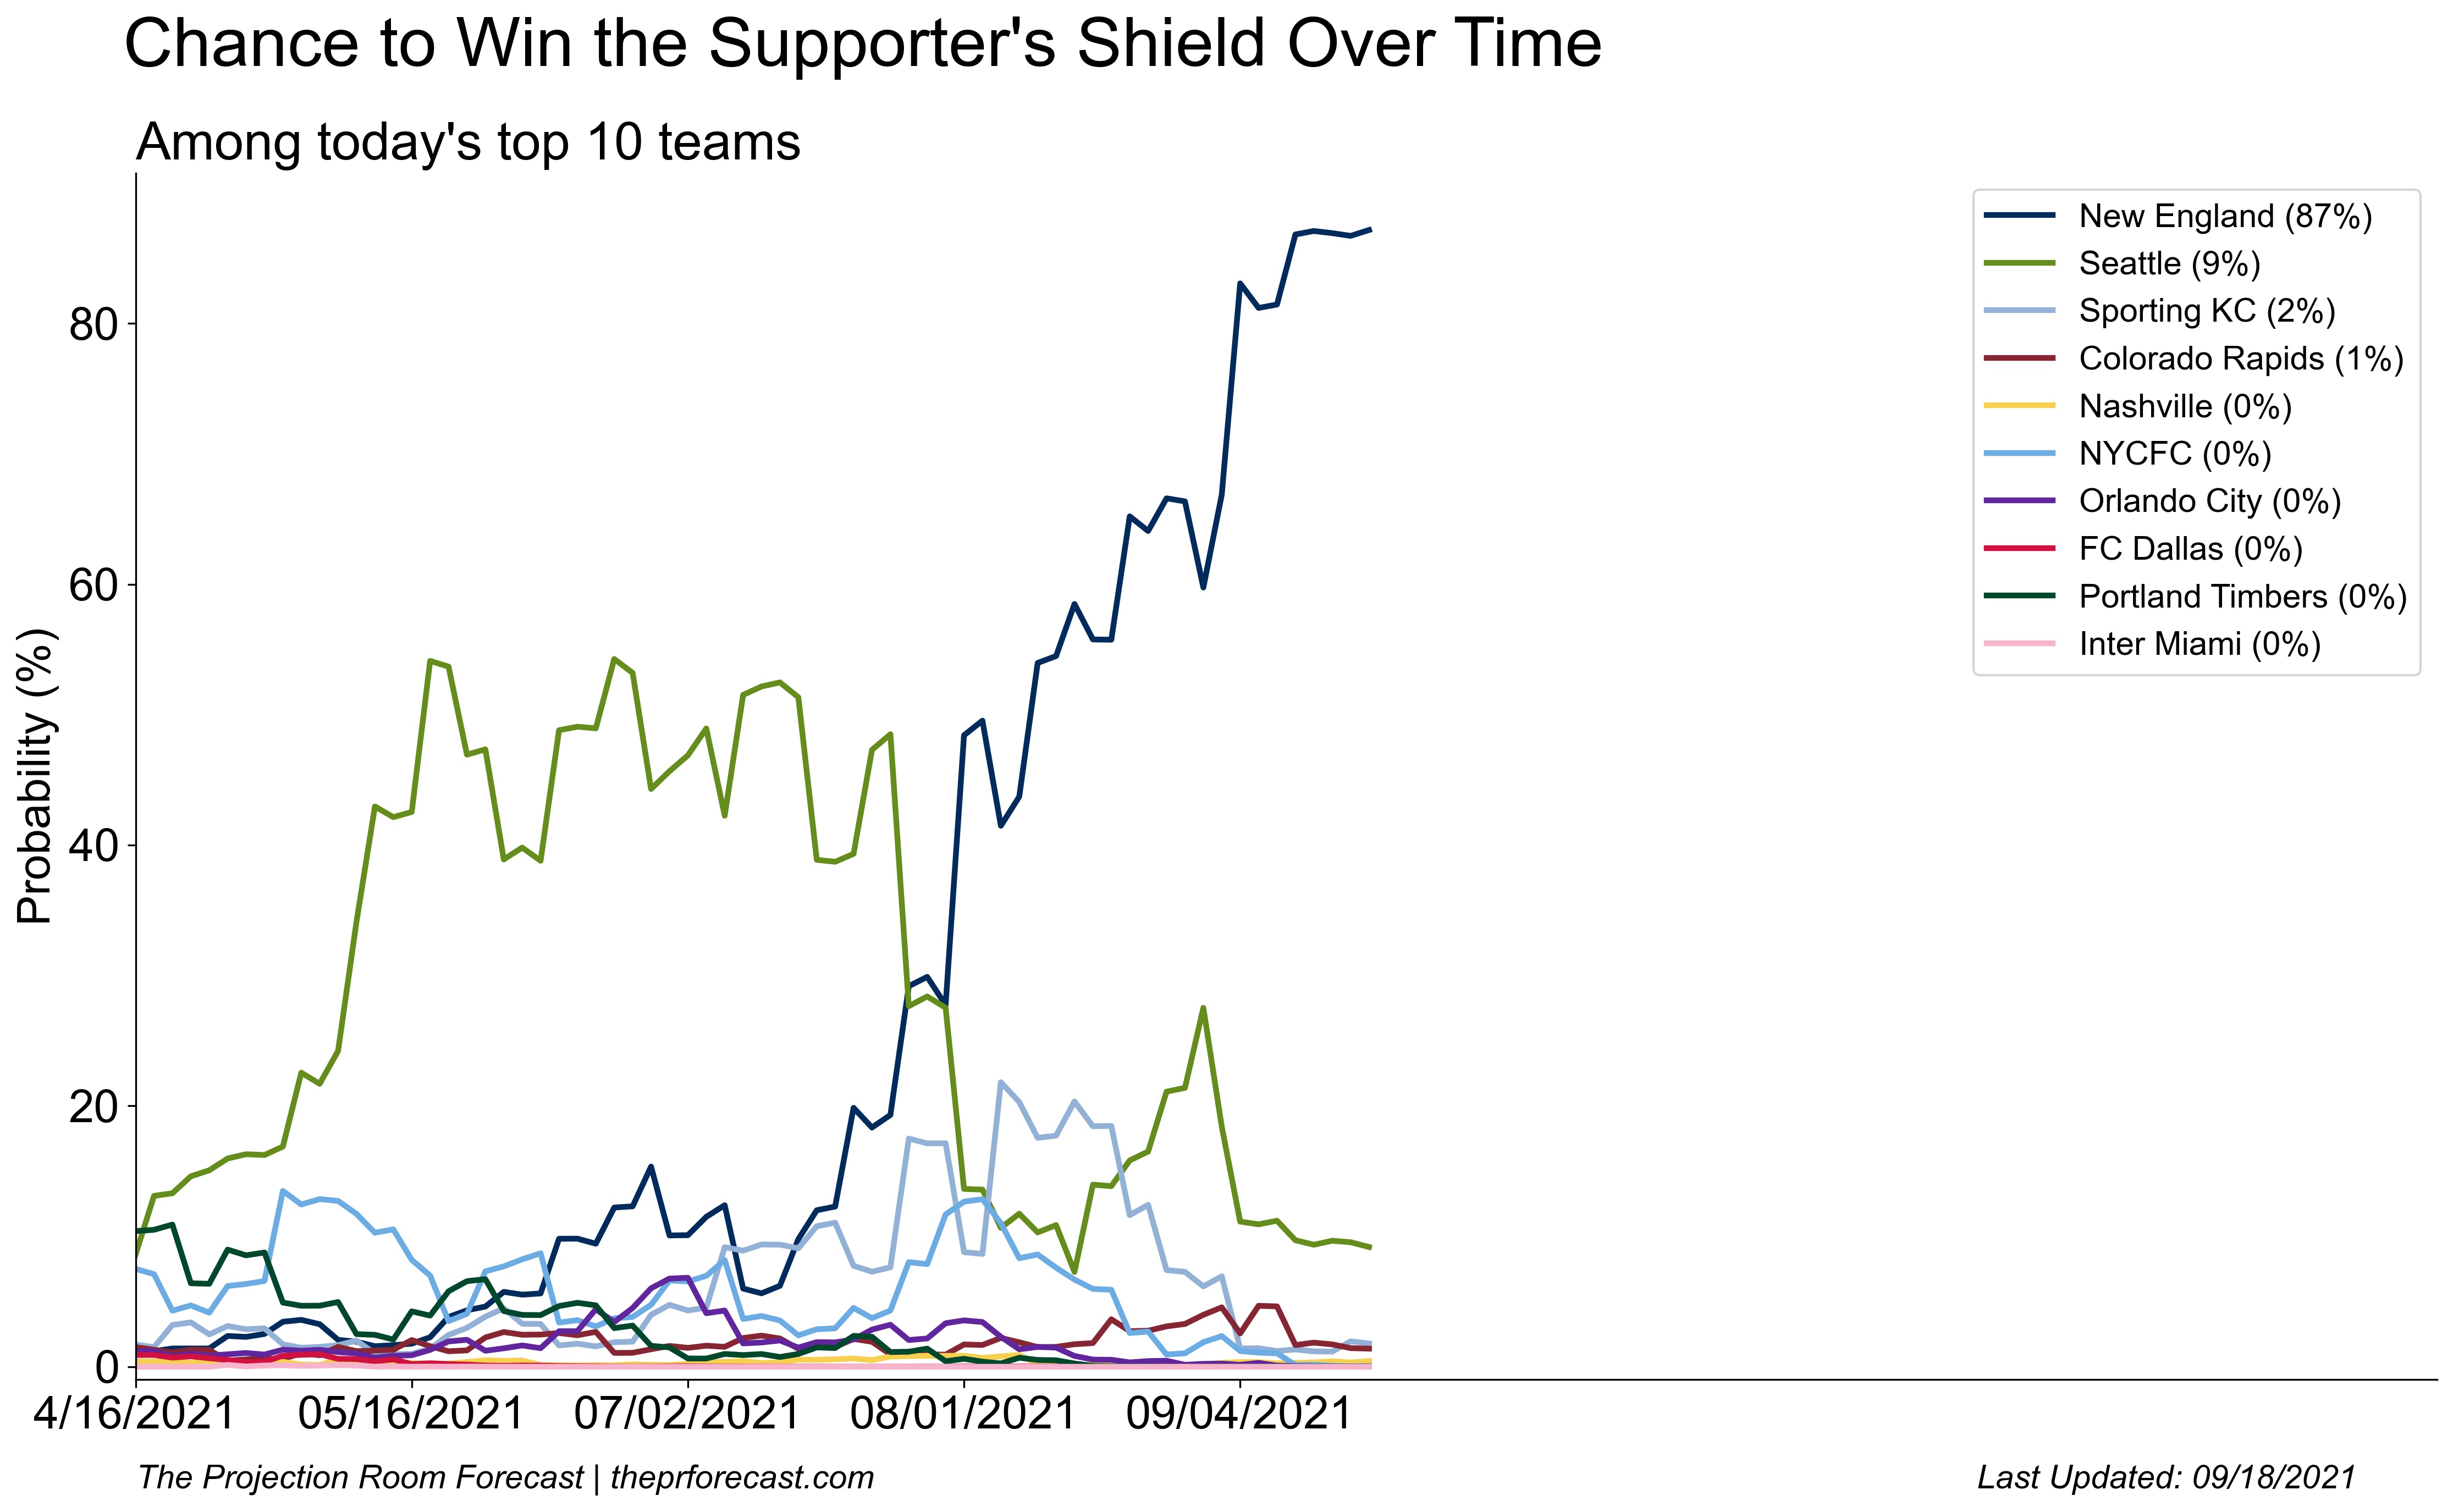 Chance to Win the Supporter's Shield Over Time
Among today's top 10 teams
Probability (%)
80
60
40
20
0
4/16/2021
05/16/2021
07/02/2021
08/01/2021
09/04/2021
New England (87%)
Seattle (9%)
Sporting KC (2%)
Colorado Rapids (1%)
Nashville (0%)
NYCFC (0%)
Orlando City (0%)
FC Dallas (0%)
Portland Timbers (0%)
Inter Miami (0%)
The Projection Room Forecast | theprforecast.com
Last Updated: 09/18/2021